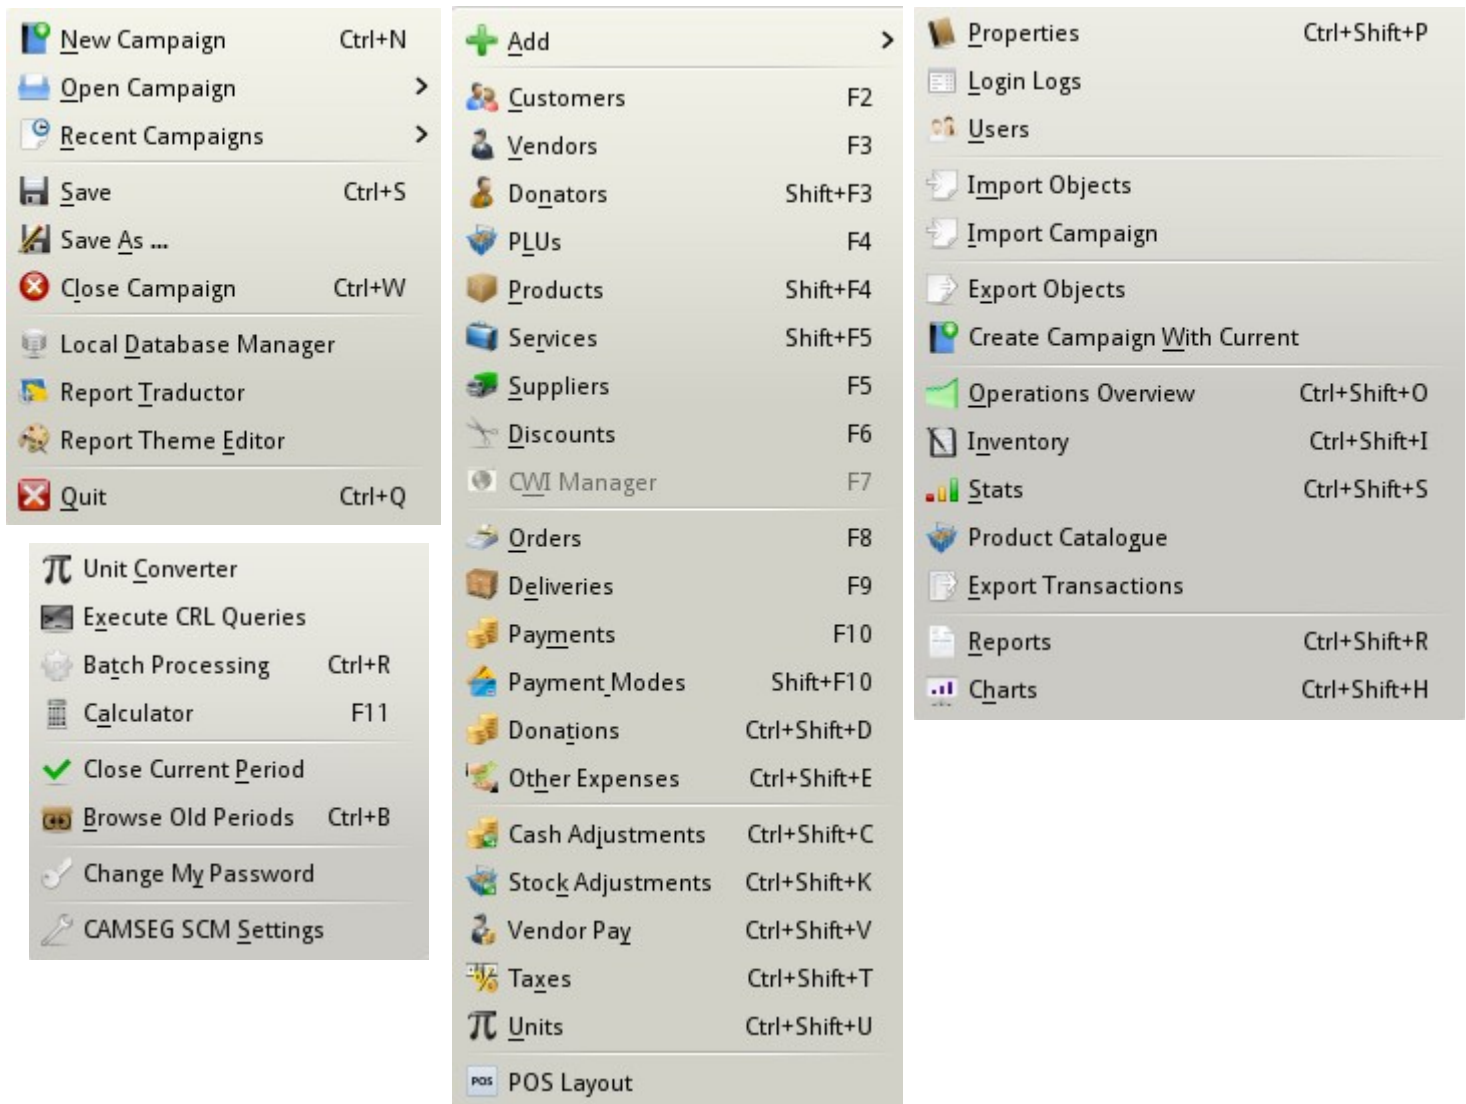 New Campaign Ctrl+N
Open Campaign
Recent Campaigns
Save Ctrl+S
Save As ...
Close Campaign Ctrl+W
Local Database Manager
Report Traductor
Report Theme Editor
Quit Ctrl+Q
Unit Converter
Execute CRL Queries
Batch Processing Ctrl+R
Calculator F11
Close Current Period
Browse Old Periods Ctrl+B
Change My Password
CAMSEG SCM Settings
Add
Customers F2
Vendors F3
Donators Shift+F3
PLUs F4
Products Shift+F4
Services Shift+F5
Suppliers F5
Discounts F6
CWI Manager F7
Orders F8
Deliveries F9
Payments F10
Payment Modes Shift+F10
Donations Ctrl+Shift+D
Other Expenses Ctrl+Shift+E
Cash Adjustments Ctrl+Shift+C
Stock Adjustments Ctrl+Shift+K
Vendor Pay Ctrl+Shift+V
Taxes Ctrl+Shift+T
Units Ctrl+Shift+U
POS POS Layout
Properties Ctrl+Shift+P
Login Logs
Users
Import Objects
Import Campaign
Export Objects
Create Campaign With Current
Operations Overview Ctrl+Shift+O
Inventory Ctrl+Shift+I
Stats Ctrl+Shift+S
Product Catalogue
Export Transactions
Reports Ctrl+Shift+R
Charts Ctrl+Shift+H